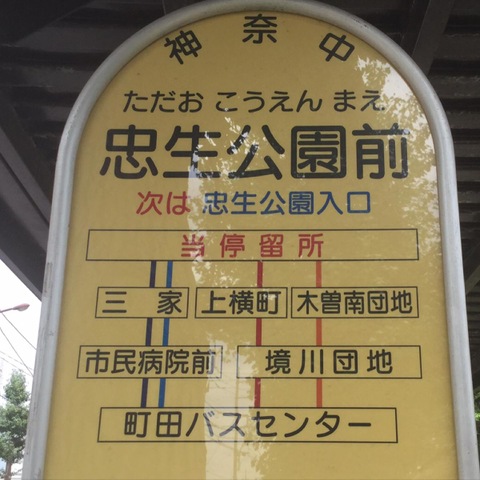 神奈中
ただお こうえん まえ
忠生公園前
次は 忠生公園入口
当停留所
三家 上横町 木曽南団地
市民病院前 境川団地
町田バスセンター